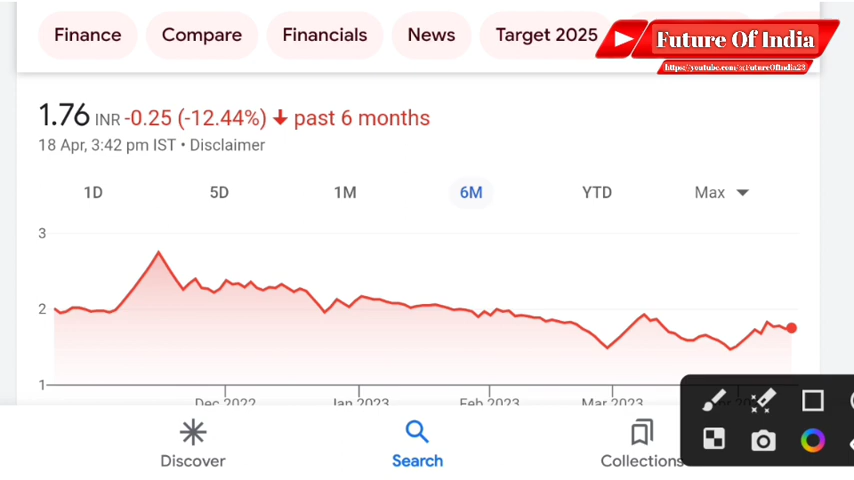 Finance Compare Financials News Target 2025
Future Of India
1.76 INR -0.25 (-12.44%) past 6 months
18 Apr, 3:42 pm IST • Disclaimer
1D 5D 1M 6M YTD Max
3
2
1
Dec 2022 Jan 2023 Feb 2023 Mar 2023
Discover Search Collections